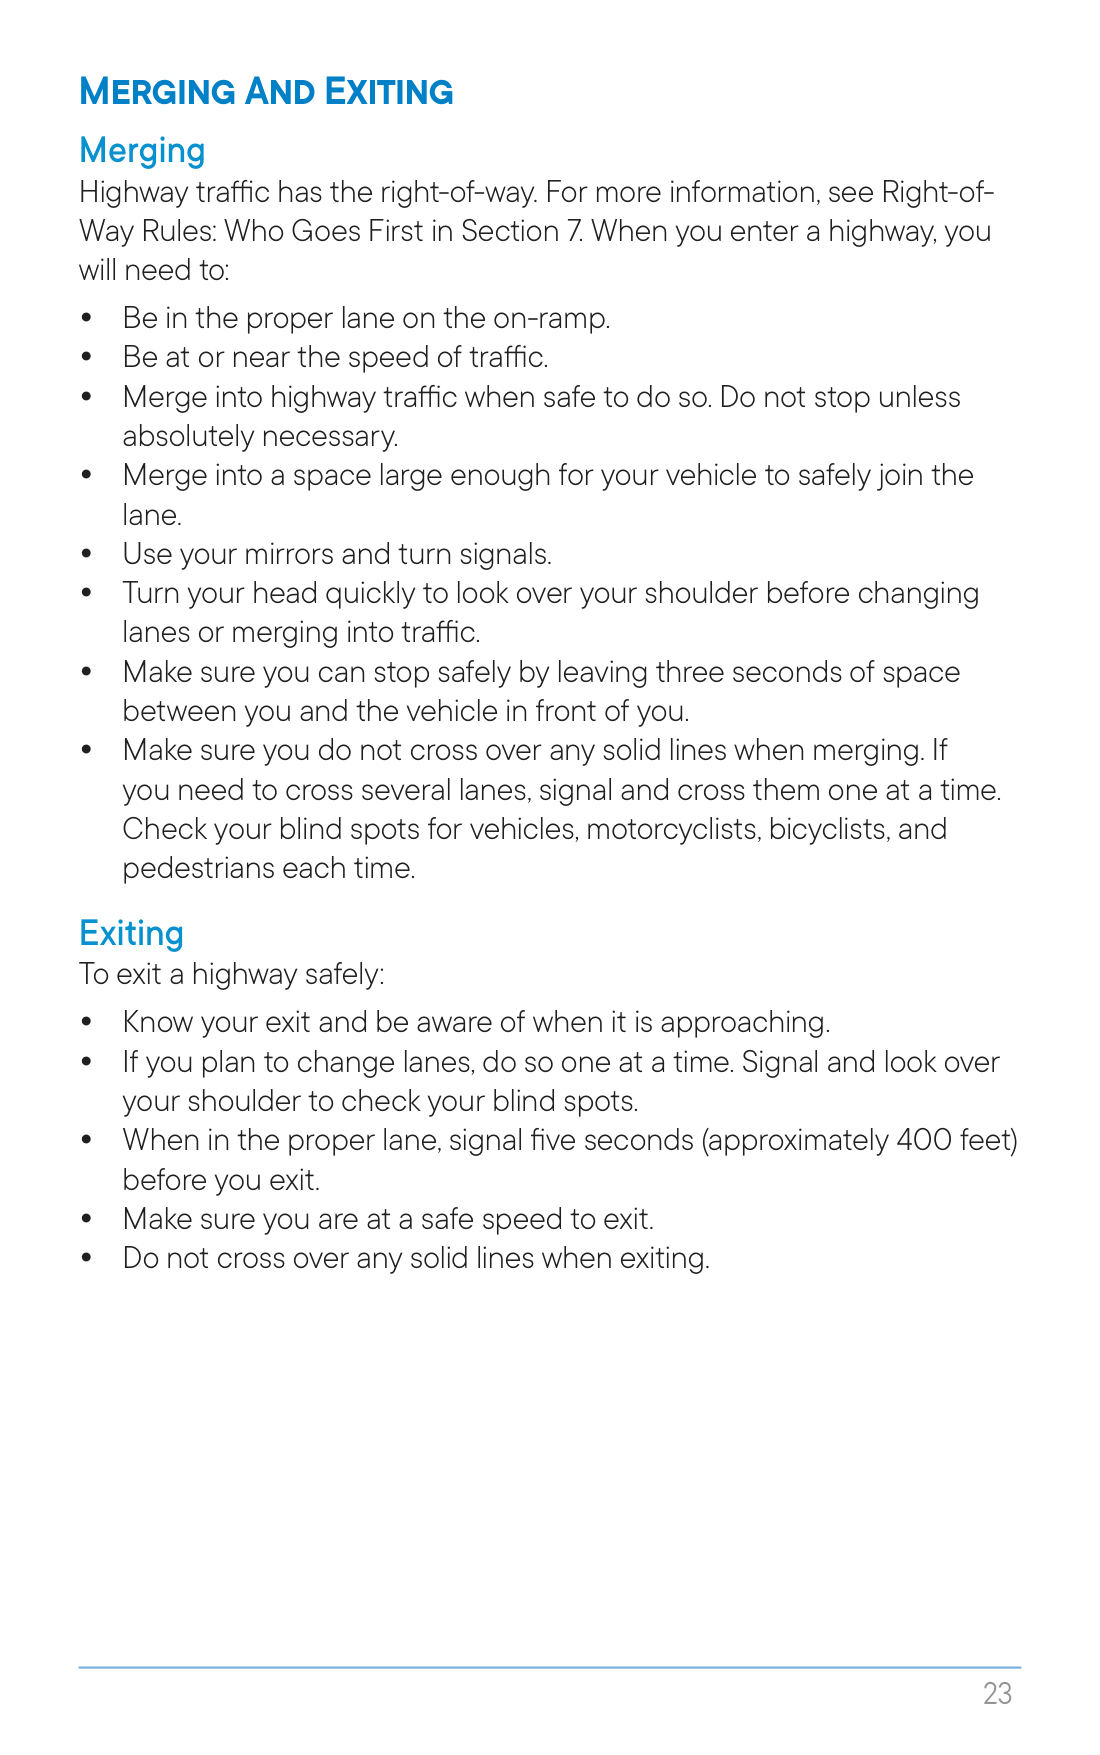 MERGING AND EXITING
Merging
Highway traffic has the right-of-way. For more information, see Right-of-
Way Rules: Who Goes First in Section 7. When you enter a highway, you
will need to:
• Be in the proper lane on the on-ramp.
• Be at or near the speed of traffic.
• Merge into highway traffic when safe to do so. Do not stop unless
absolutely necessary.
• Merge into a space large enough for your vehicle to safely join the
lane.
• Use your mirrors and turn signals.
• Turn your head quickly to look over your shoulder before changing
lanes or merging into traffic.
• Make sure you can stop safely by leaving three seconds of space
between you and the vehicle in front of you.
• Make sure you do not cross over any solid lines when merging. If
you need to cross several lanes, signal and cross them one at a time.
Check your blind spots for vehicles, motorcyclists, bicyclists, and
pedestrians each time.
Exiting
To exit a highway safely:
• Know your exit and be aware of when it is approaching.
• If you plan to change lanes, do so one at a time. Signal and look over
your shoulder to check your blind spots.
• When in the proper lane, signal five seconds (approximately 400 feet)
before you exit.
• Make sure you are at a safe speed to exit.
• Do not cross over any solid lines when exiting.
23